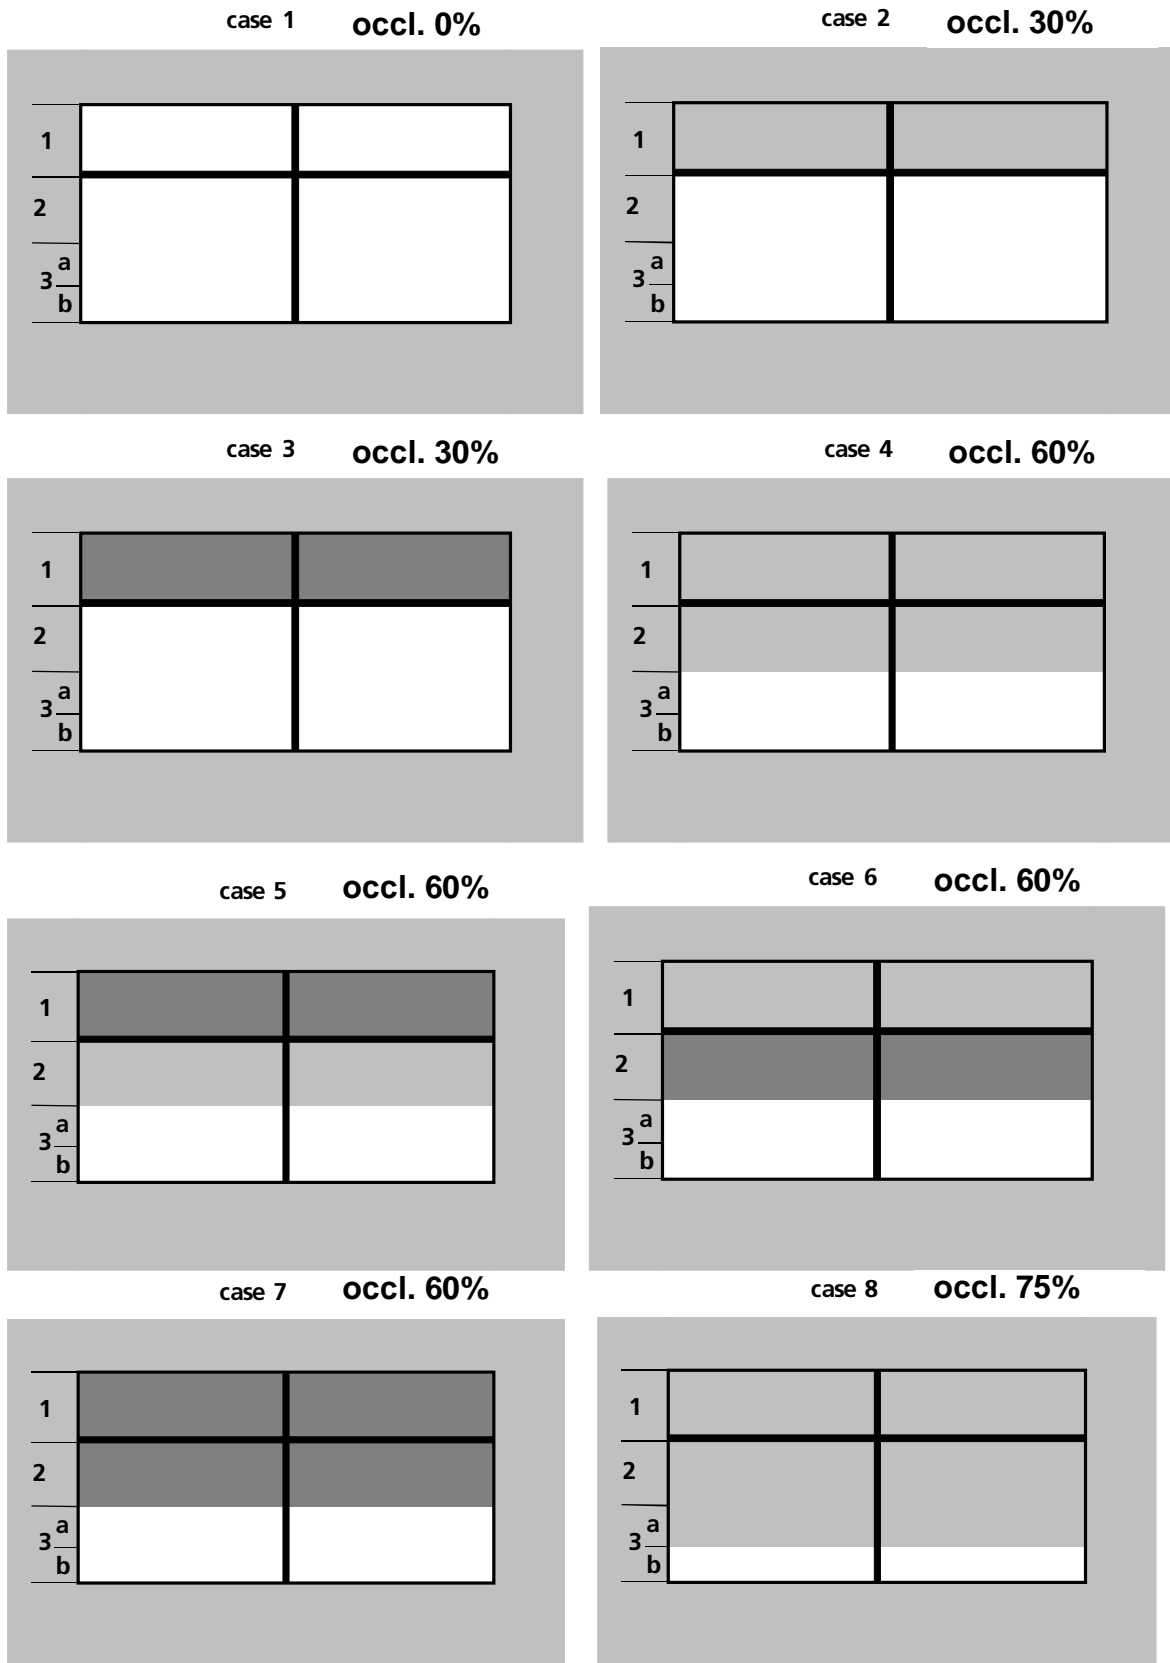 case 1 occl. 0%
case 2 occl. 30%
1
2
3 a
b
1
2
3 a
b
case 3 occl. 30%
case 4 occl. 60%
1
2
3 a
b
1
2
3 a
b
case 5 occl. 60%
case 6 occl. 60%
1
2
3 a
b
1
2
3 a
b
case 7 occl. 60%
case 8 occl. 75%
1
2
3 a
b
1
2
3 a
b